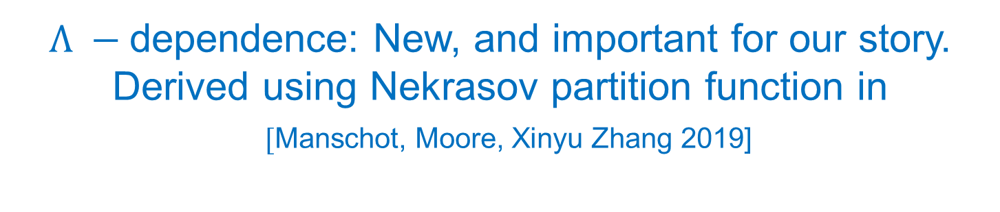 Λ – dependence: New, and important for our story.
Derived using Nekrasov partition function in
[Manschot, Moore, Xinyu Zhang 2019]